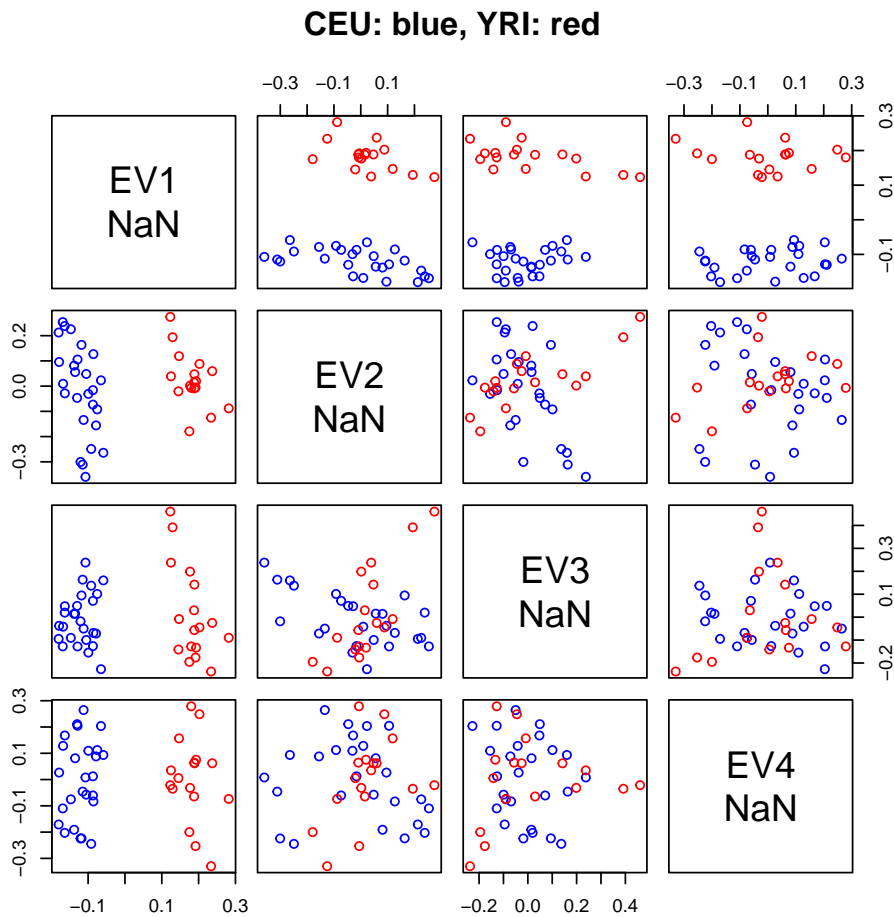 CEU: blue, YRI: red
−0.3 −0.1 0.1 −0.3 −0.1 0.1 0.3
EV1
NaN
−0.1 0.1 0.3
−0.3 0.0 0.2
EV2
NaN
EV3
NaN
−0.2 0.1 0.3
−0.3 −0.1 0.1 0.3
EV4
NaN
−0.1 0.1 0.3 −0.2 0.0 0.2 0.4